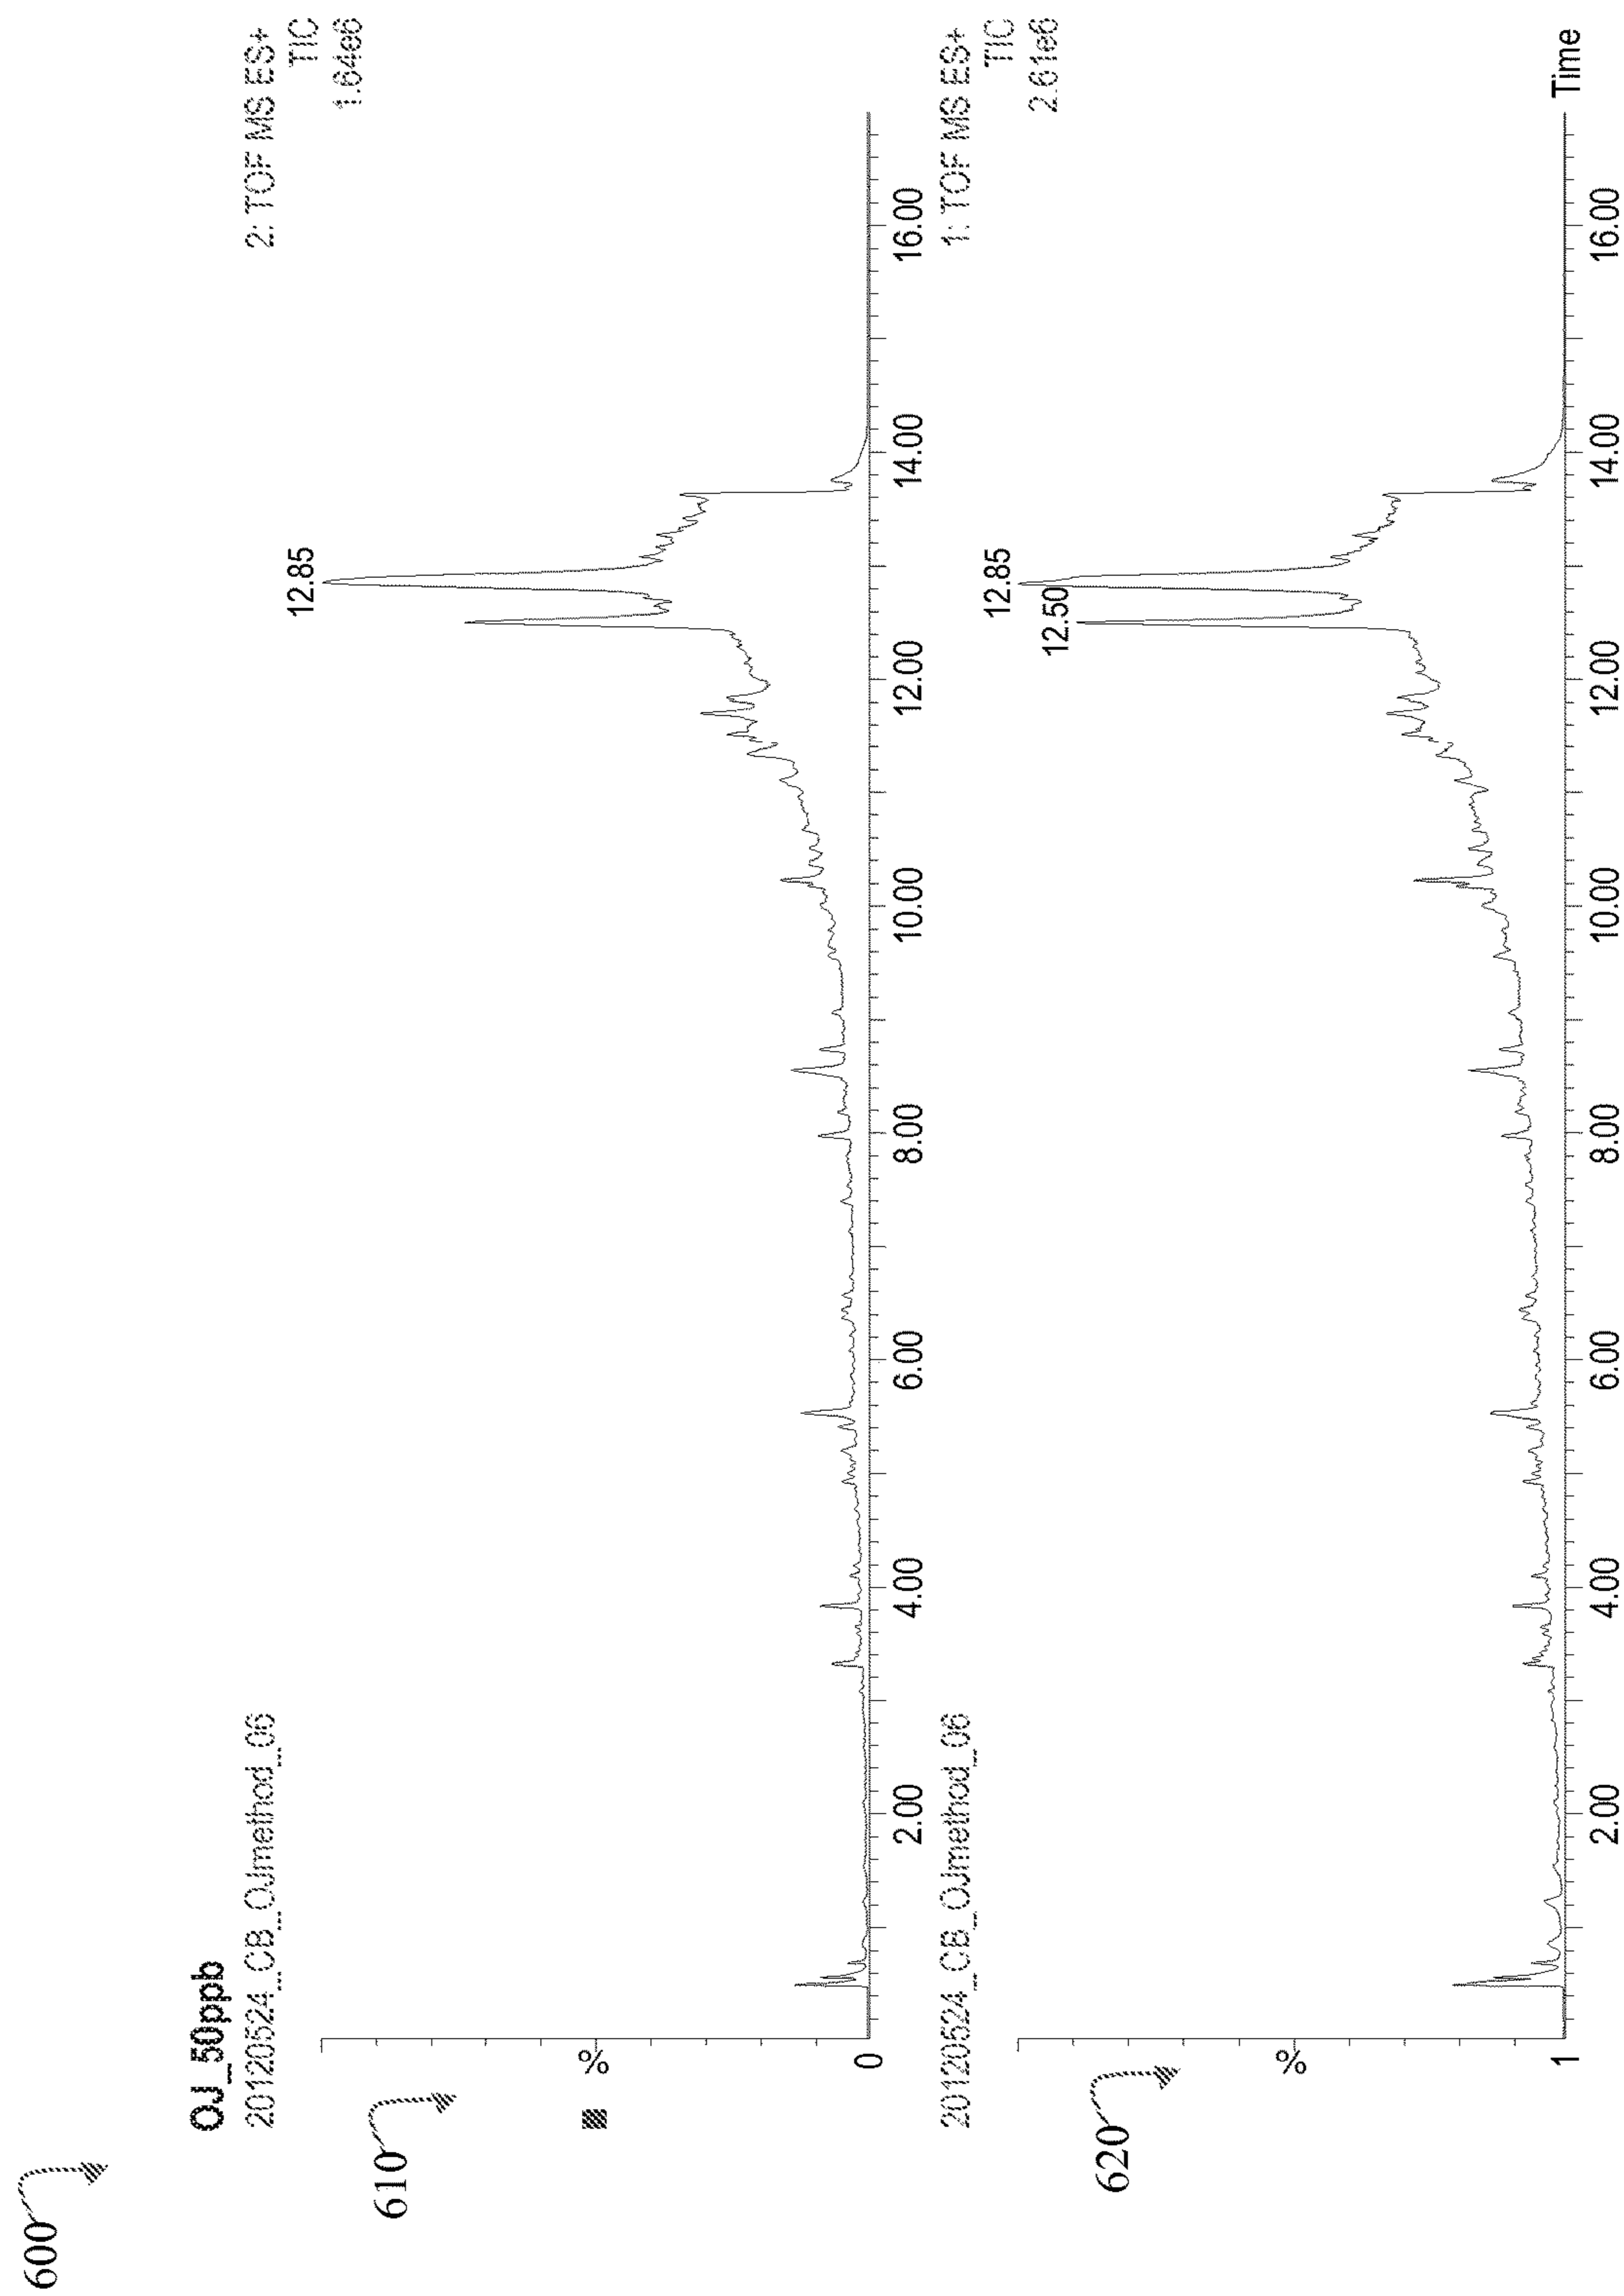 600
OJ_50ppb
20120524_CB_OJmethod_06
2: TOF MS ES+
TIC
1.64e6
610
12.85
%
0
2.00 4.00 6.00 8.00 10.00 12.00 14.00 16.00
20120524_CB_OJmethod_06
1: TOF MS ES+
TIC
2.61e6
620
12.85
12.50
%
1
Time
2.00 4.00 6.00 8.00 10.00 12.00 14.00 16.00